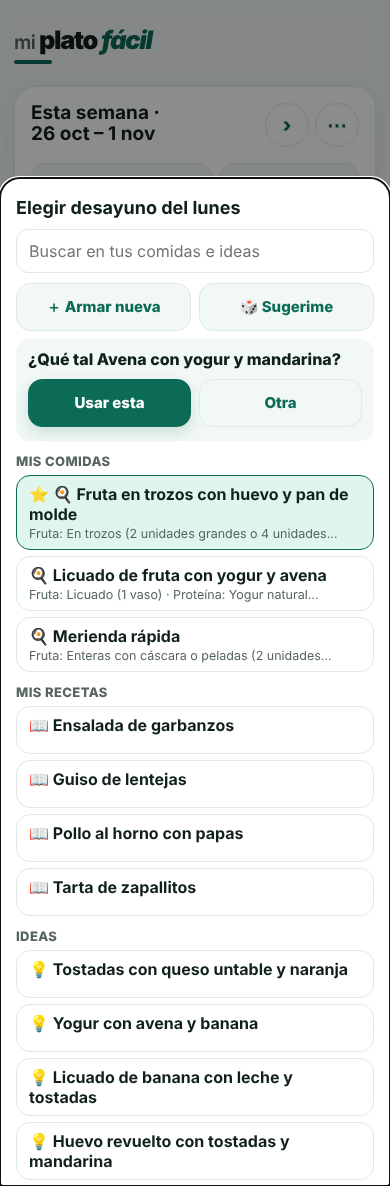 mi plato fácil
Esta semana ·
26 oct – 1 nov
Elegir desayuno del lunes
Buscar en tus comidas e ideas
+ Armar nueva
🎲 Sugerime
¿Qué tal Avena con yogur y mandarina?
Usar esta
Otra
MIS COMIDAS
⭐ 🍳 Fruta en trozos con huevo y pan de
molde
Fruta: En trozos (2 unidades grandes o 4 unidades…
🍳 Licuado de fruta con yogur y avena
Fruta: Licuado (1 vaso) · Proteína: Yogur natural…
🍳 Merienda rápida
Fruta: Enteras con cáscara o peladas (2 unidades…
MIS RECETAS
📖 Ensalada de garbanzos
📖 Guiso de lentejas
📖 Pollo al horno con papas
📖 Tarta de zapallitos
IDEAS
💡 Tostadas con queso untable y naranja
💡 Yogur con avena y banana
💡 Licuado de banana con leche y
tostadas
💡 Huevo revuelto con tostadas y
mandarina